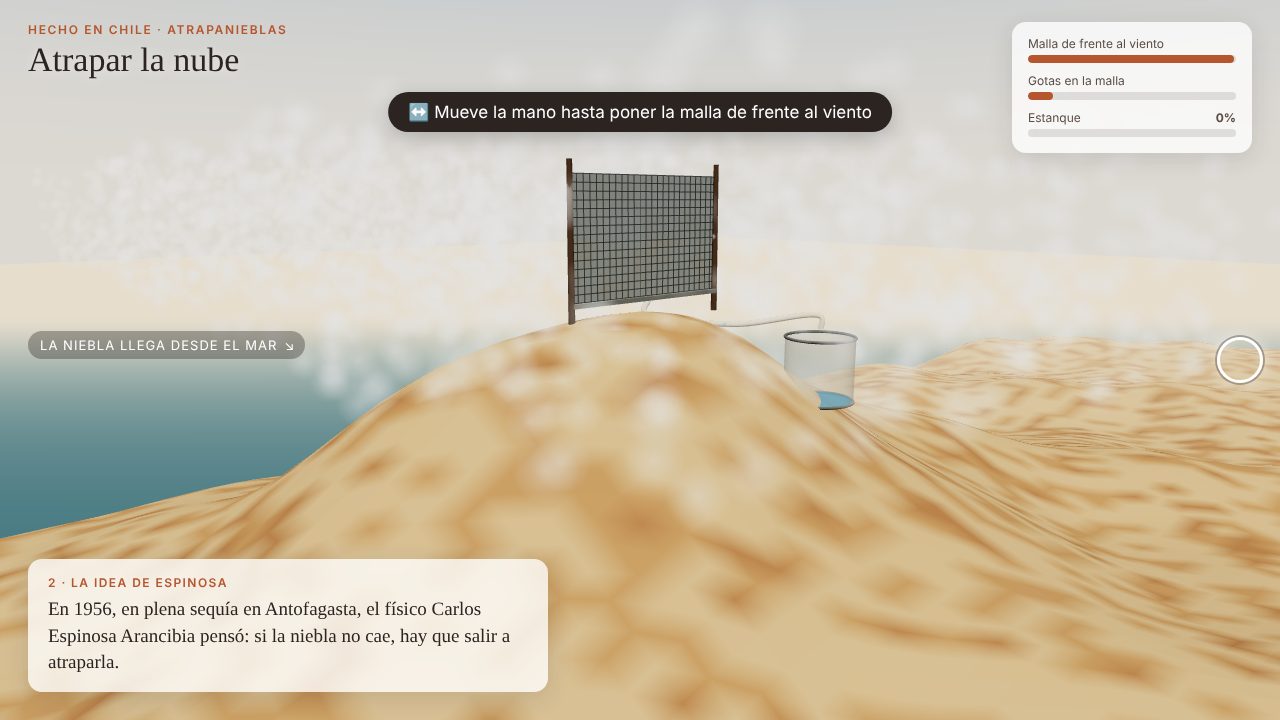 HECHO EN CHILE · ATRAPANIEBLAS
Atrapar la nube
↔️ Mueve la mano hasta poner la malla de frente al viento
Malla de frente al viento
Gotas en la malla
Estanque 0%
LA NIEBLA LLEGA DESDE EL MAR ↘
2 · LA IDEA DE ESPINOSA
En 1956, en plena sequía en Antofagasta, el físico Carlos
Espinosa Arancibia pensó: si la niebla no cae, hay que salir a
atraparla.